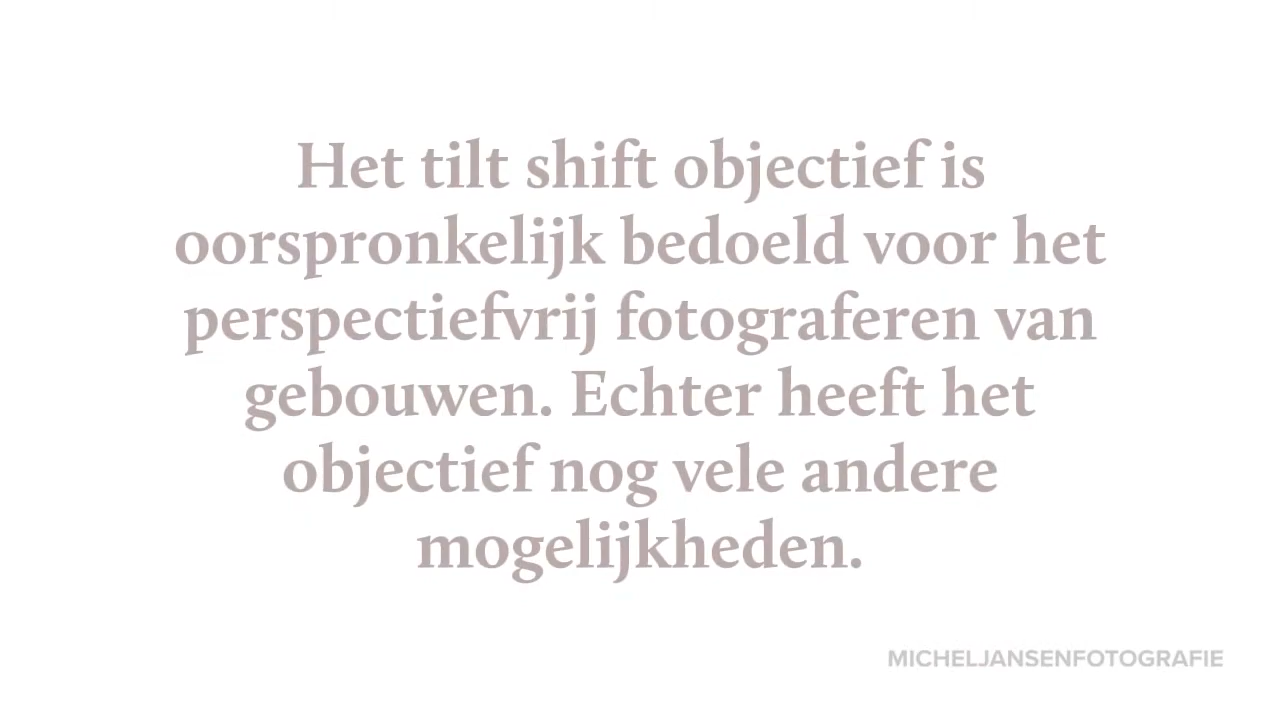 Het tilt shift objectief is
oorspronkelijk bedoeld voor het
perspectiefvrij fotograferen van
gebouwen. Echter heeft het
objectief nog vele andere
mogelijkheden.
MICHELJANSENFOTOGRAFIE